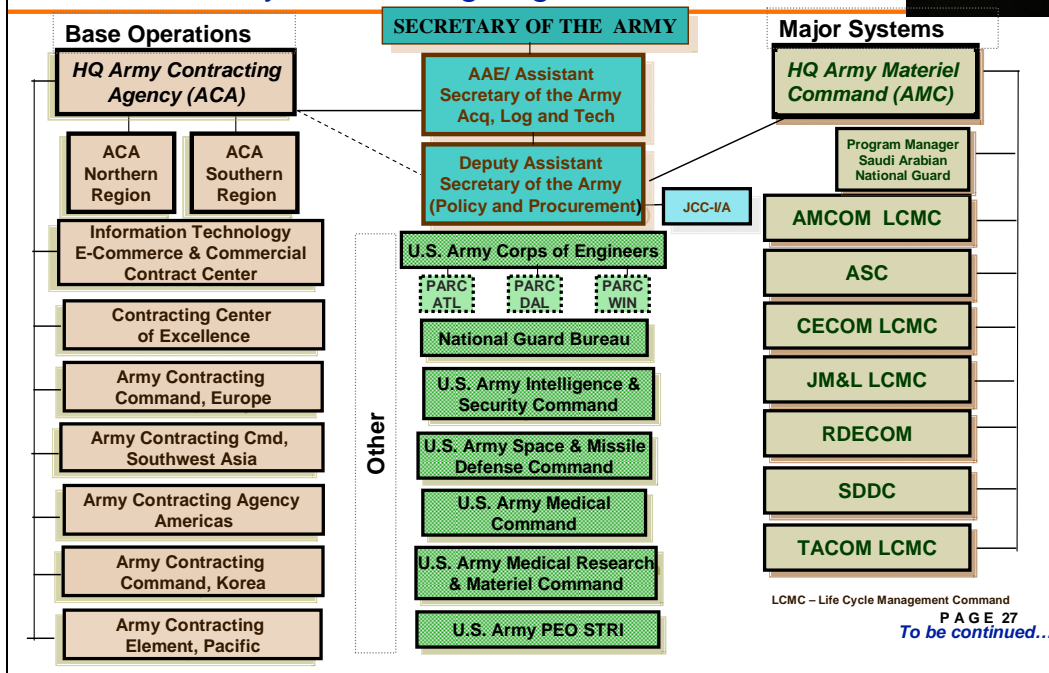 SECRETARY OF THE ARMY
Base Operations
HQ Army Contracting
Agency (ACA)
ACA
Northern
Region
ACA
Southern
Region
Information Technology
E-Commerce & Commercial
Contract Center
Contracting Center
of Excellence
Army Contracting
Command, Europe
Army Contracting Cmd,
Southwest Asia
Army Contracting Agency
Americas
Army Contracting
Command, Korea
Army Contracting
Element, Pacific
AAE/ Assistant
Secretary of the Army
Acq, Log and Tech
Deputy Assistant
Secretary of the Army
(Policy and Procurement)
JCC-I/A
Other
U.S. Army Corps of Engineers
PARC
ATL
PARC
DAL
PARC
WIN
National Guard Bureau
U.S. Army Intelligence &
Security Command
U.S. Army Space & Missile
Defense Command
U.S. Army Medical
Command
U.S. Army Medical Research
& Materiel Command
U.S. Army PEO STRI
Major Systems
HQ Army Materiel
Command (AMC)
Program Manager
Saudi Arabian
National Guard
AMCOM LCMC
ASC
CECOM LCMC
JM&L LCMC
RDECOM
SDDC
TACOM LCMC
LCMC – Life Cycle Management Command
PAGE 27
To be continued…